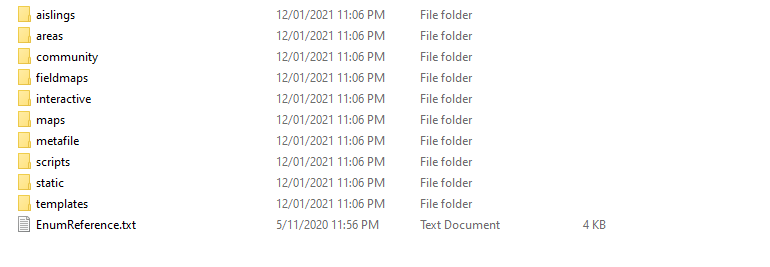 aislings 12/01/2021 11:06 PM File folder
areas 12/01/2021 11:06 PM File folder
community 12/01/2021 11:06 PM File folder
fieldmaps 12/01/2021 11:06 PM File folder
interactive 12/01/2021 11:06 PM File folder
maps 12/01/2021 11:06 PM File folder
metafile 12/01/2021 11:06 PM File folder
scripts 12/01/2021 11:06 PM File folder
static 12/01/2021 11:06 PM File folder
templates 12/01/2021 11:06 PM File folder
EnumReference.txt 5/11/2020 11:56 PM Text Document 4 KB